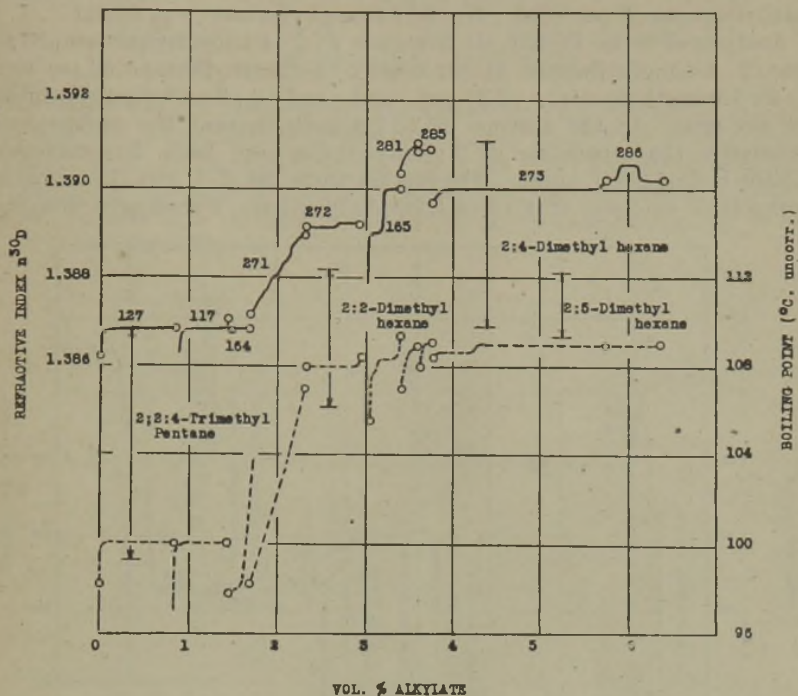 1.392
1.390
1.388
1.386
REFRACTIVE INDEX n30D
127
117
164
271
272
165
281
285
273
286
2:4-Dimethyl hexane
2:2-Dimethyl
hexane
2:5-Dimethyl
hexane
2;2:4-Trimethyl
Pentane
112
108
104
100
96
BOILING POINT (°C. uncorr.)
0
1
2
3
4
5
6
VOL. % ALKYLATE